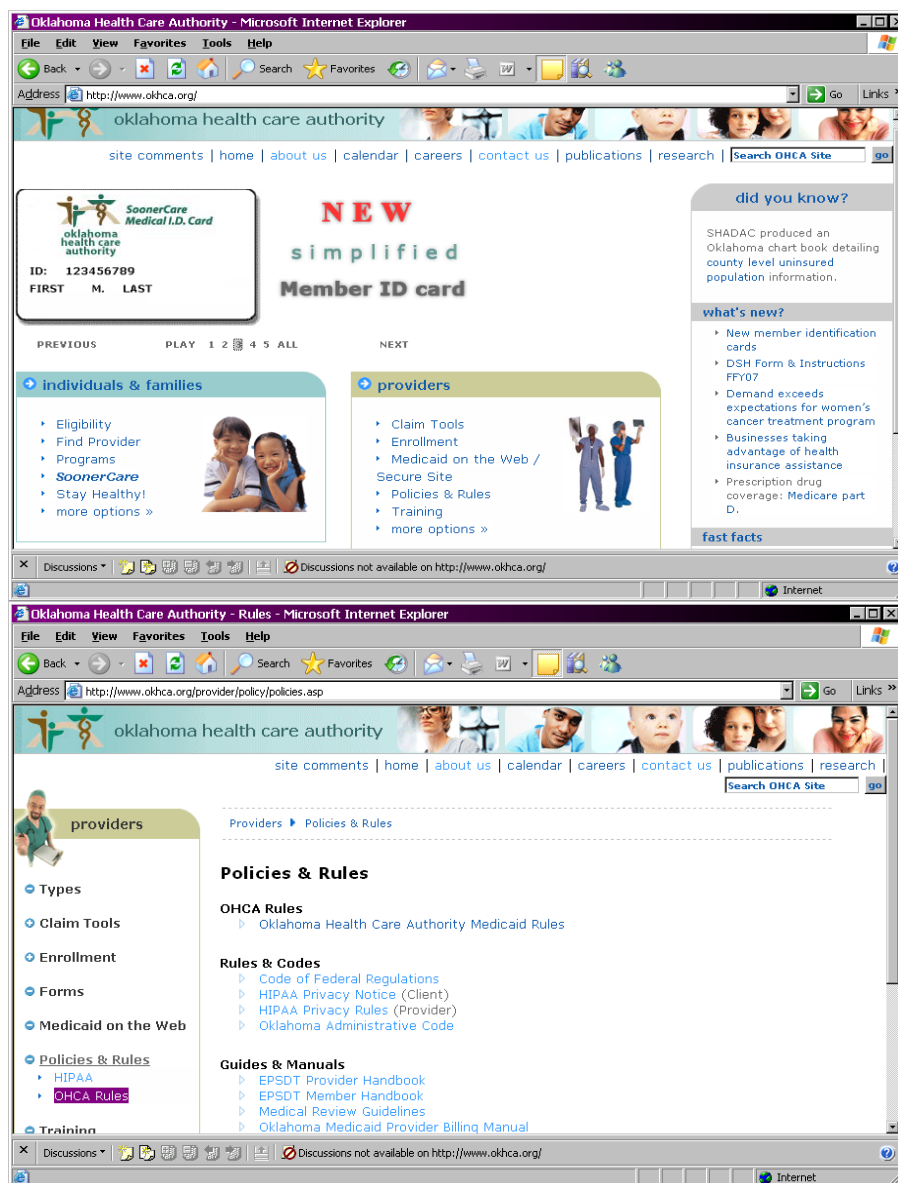 Oklahoma Health Care Authority - Microsoft Internet Explorer
File Edit View Favorites Tools Help
Back Search Favorites
Address http://www.okhca.org/ Go Links »
oklahoma health care authority
site comments | home | about us | calendar | careers | contact us | publications | research | Search OHCA Site go
SoonerCare
Medical I.D. Card
oklahoma
health care
authority
ID: 123456789
FIRST M. LAST
NEW
simplified
Member ID card
PREVIOUS PLAY 1 2 3 4 5 ALL NEXT
individuals & families
Eligibility
Find Provider
Programs
SoonerCare
Stay Healthy!
more options »
providers
Claim Tools
Enrollment
Medicaid on the Web /
Secure Site
Policies & Rules
Training
more options »
did you know?
SHADAC produced an
Oklahoma chart book detailing
county level uninsured
population information.
what's new?
New member identification
cards
DSH Form & Instructions
FFY07
Demand exceeds
expectations for women's
cancer treatment program
Businesses taking
advantage of health
insurance assistance
Prescription drug
coverage: Medicare part
D.
fast facts
Discussions Discussions not available on http://www.okhca.org/
Internet
Oklahoma Health Care Authority - Rules - Microsoft Internet Explorer
File Edit View Favorites Tools Help
Back Search Favorites
Address http://www.okhca.org/provider/policy/policies.asp Go Links »
oklahoma health care authority
site comments | home | about us | calendar | careers | contact us | publications | research |
Search OHCA Site go
providers
Types
Claim Tools
Enrollment
Forms
Medicaid on the Web
Policies & Rules
HIPAA
OHCA Rules
Training
Providers Policies & Rules
Policies & Rules
OHCA Rules
Oklahoma Health Care Authority Medicaid Rules
Rules & Codes
Code of Federal Regulations
HIPAA Privacy Notice (Client)
HIPAA Privacy Rules (Provider)
Oklahoma Administrative Code
Guides & Manuals
EPSDT Provider Handbook
EPSDT Member Handbook
Medical Review Guidelines
Oklahoma Medicaid Provider Billing Manual
Discussions Discussions not available on http://www.okhca.org/
Internet